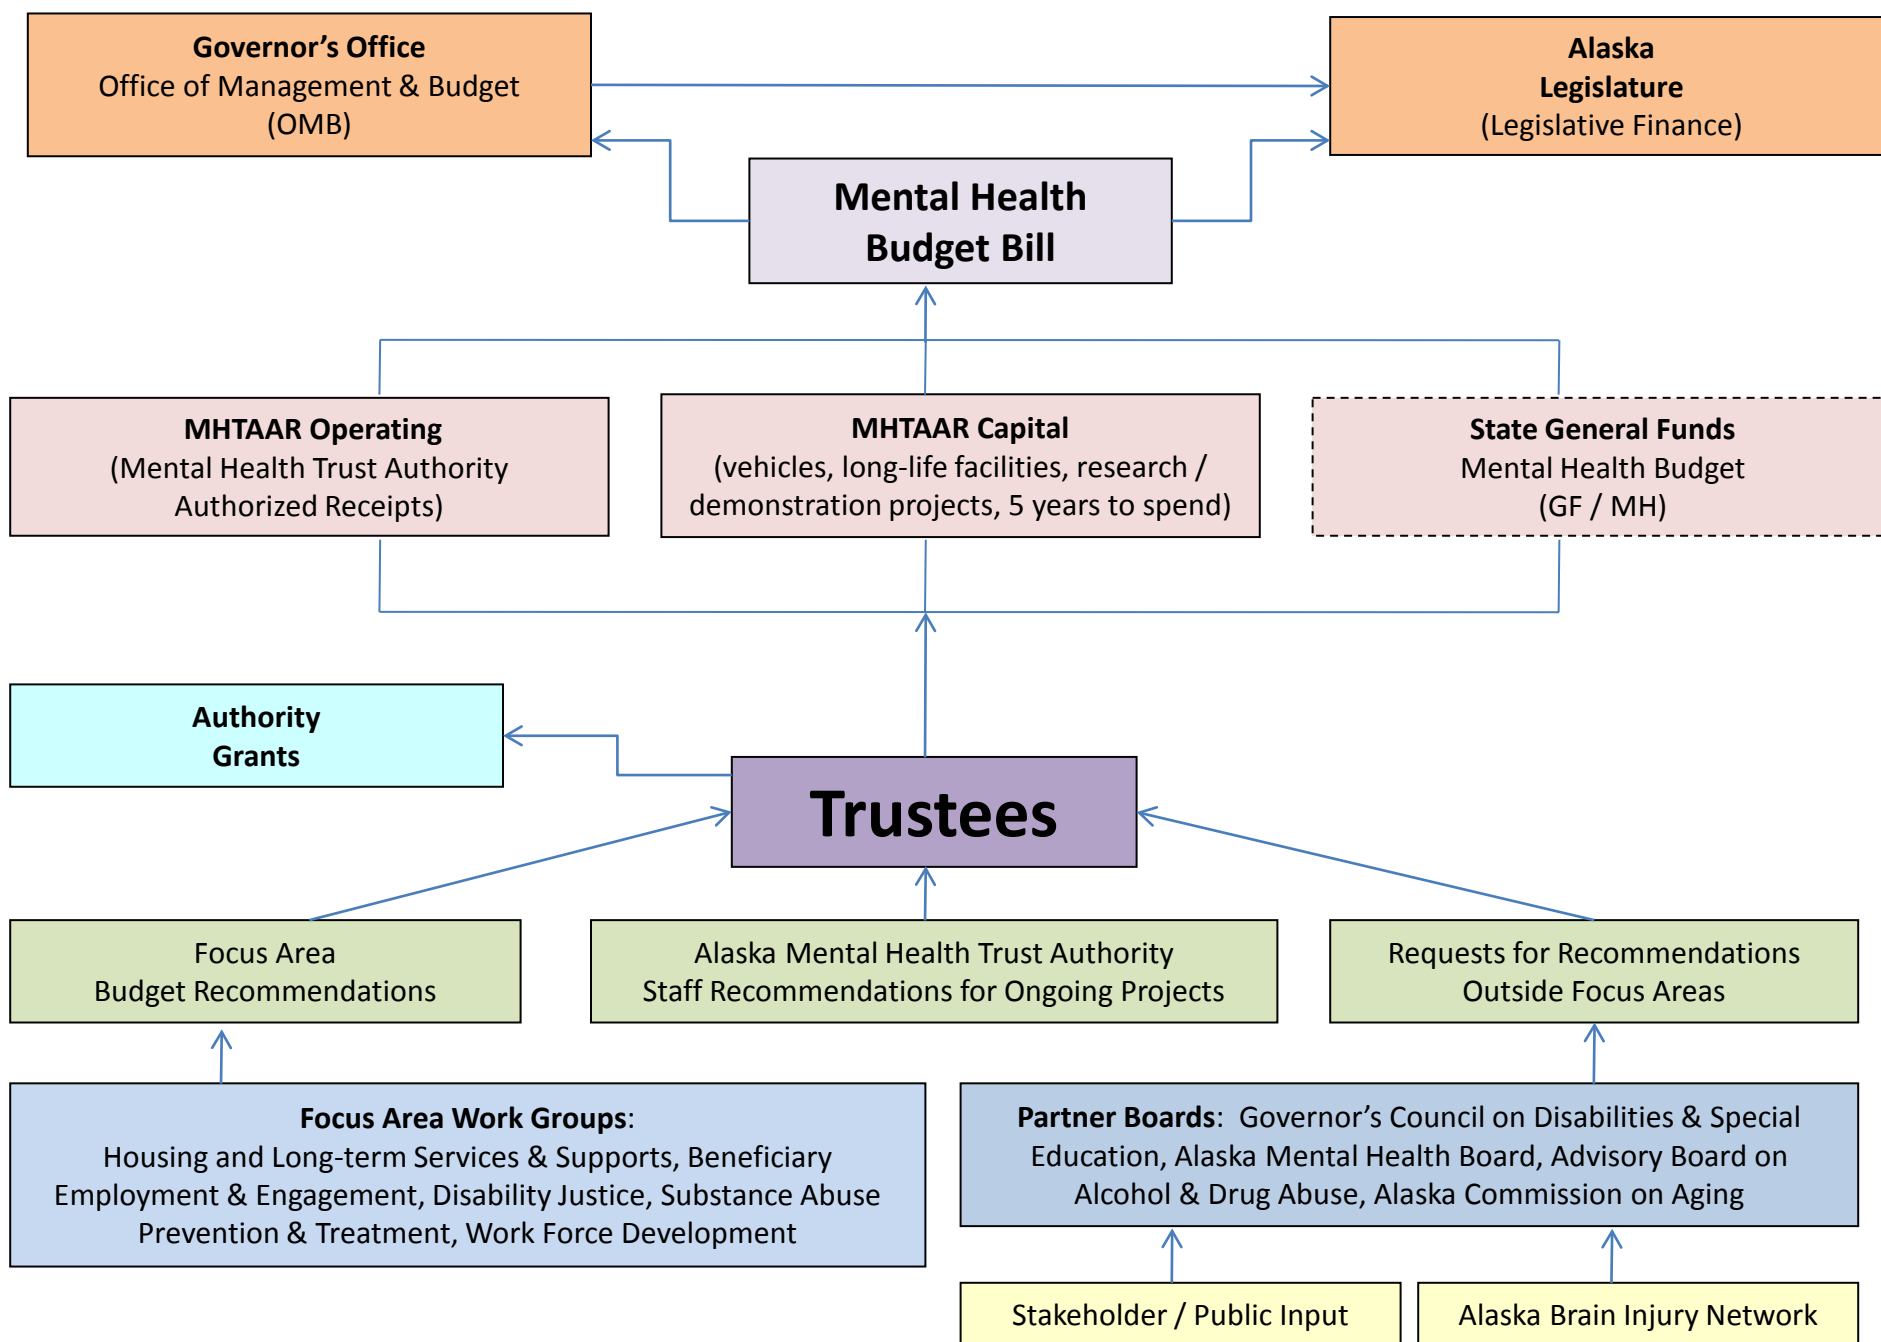 Governor’s Office
Office of Management & Budget
(OMB)
Alaska
Legislature
(Legislative Finance)
Mental Health
Budget Bill
MHTAAR Operating
(Mental Health Trust Authority
Authorized Receipts)
MHTAAR Capital
(vehicles, long-life facilities, research /
demonstration projects, 5 years to spend)
State General Funds
Mental Health Budget
(GF / MH)
Authority
Grants
Trustees
Focus Area
Budget Recommendations
Alaska Mental Health Trust Authority
Staff Recommendations for Ongoing Projects
Requests for Recommendations
Outside Focus Areas
Focus Area Work Groups:
Housing and Long-term Services & Supports, Beneficiary
Employment & Engagement, Disability Justice, Substance Abuse
Prevention & Treatment, Work Force Development
Partner Boards:  Governor’s Council on Disabilities & Special
Education, Alaska Mental Health Board, Advisory Board on
Alcohol & Drug Abuse, Alaska Commission on Aging
Stakeholder / Public Input
Alaska Brain Injury Network